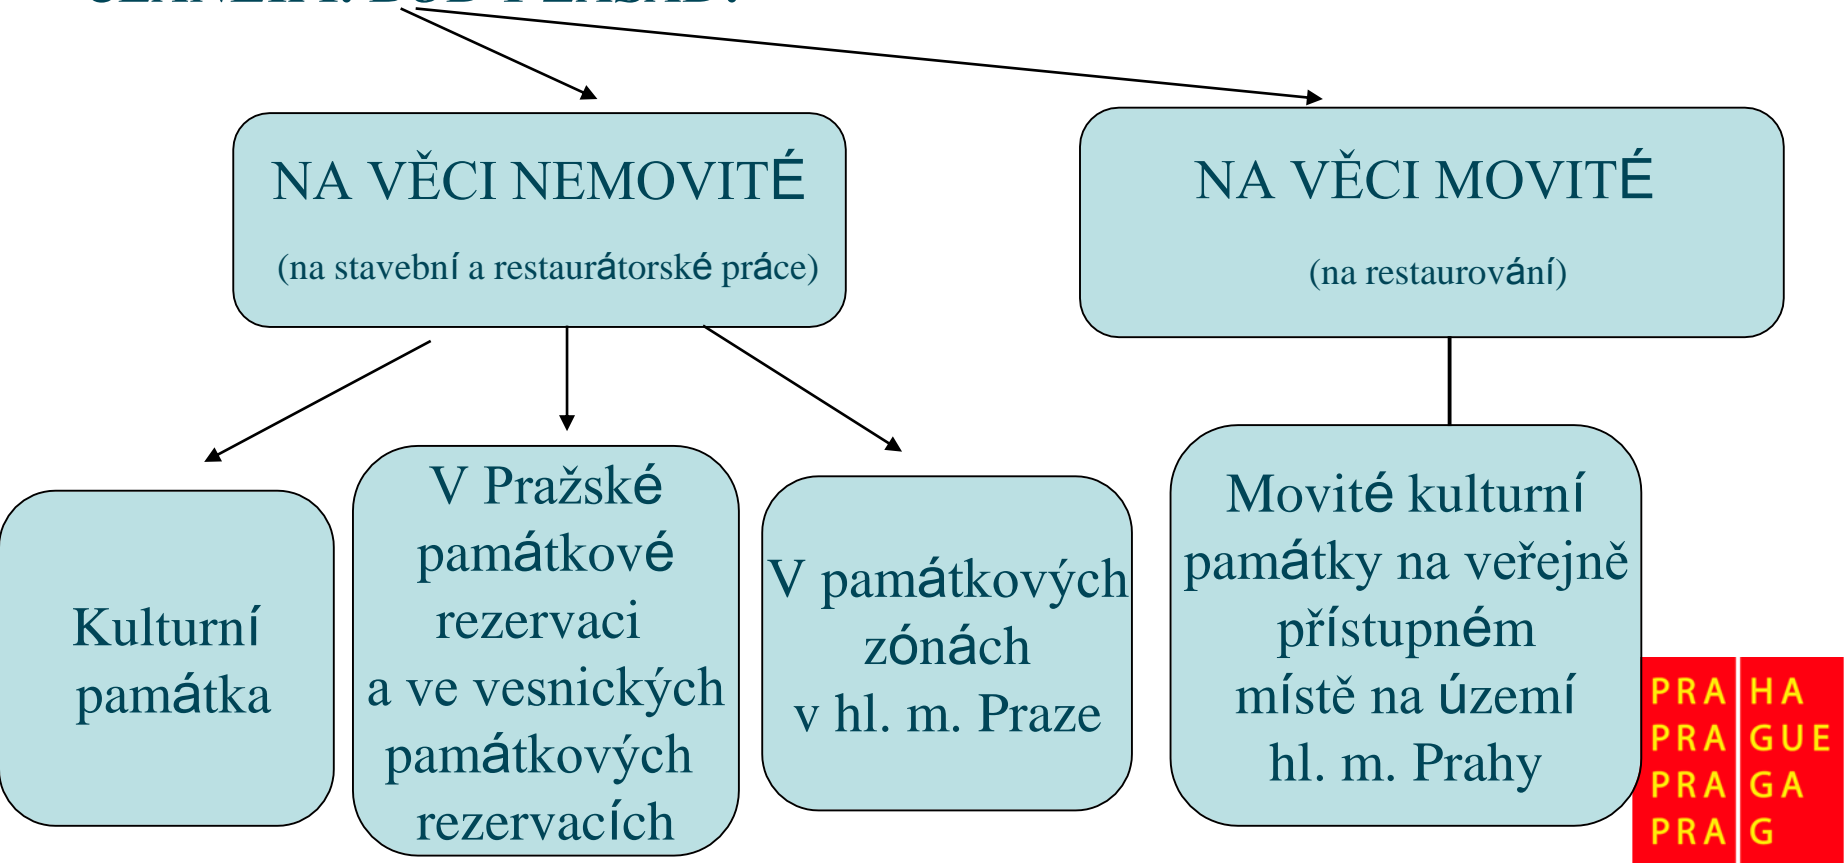 NA VĚCI NEMOVITÉ
(na stavební a restaurátorské práce)
NA VĚCI MOVITÉ
(na restaurování)
Kulturní
památka
V Pražské
památkové
rezervaci
a ve vesnických
památkových
rezervacích
V památkových
zónách
v hl. m. Praze
Movité kulturní
památky na veřejně
přístupném
místě na území
hl. m. Prahy
PRA HA
PRA GUE
PRA GA
PRA G